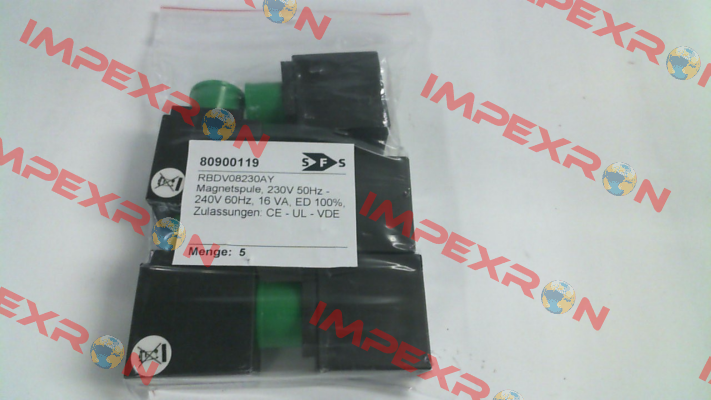 80900119
S F S
RBDV08230AY
Magnetspule, 230V 50Hz -
240V 60Hz, 16 VA, ED 100%,
Zulassungen: CE - UL - VDE
Menge: 5
IMPEXRON
IMPEXRON
IMPEXRON
IMPEXRON
IMPEXRON
IMPEXRON
IMPEXRON